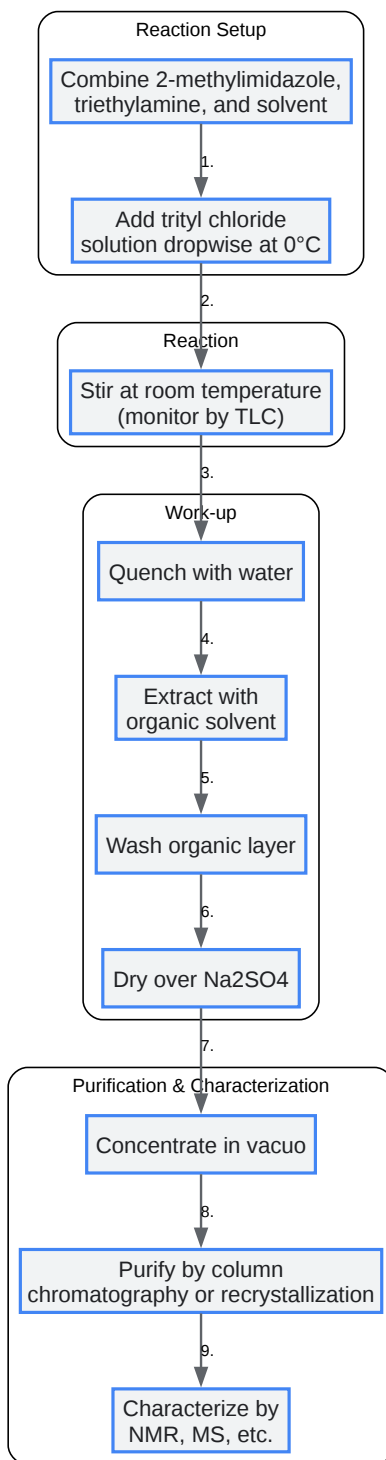 Reaction Setup
Combine 2-methylimidazole,
triethylamine, and solvent
1.
Add trityl chloride
solution dropwise at 0°C
2.
Reaction
Stir at room temperature
(monitor by TLC)
3.
Work-up
Quench with water
4.
Extract with
organic solvent
5.
Wash organic layer
6.
Dry over Na2SO4
7.
Purification & Characterization
Concentrate in vacuo
8.
Purify by column
chromatography or recrystallization
9.
Characterize by
NMR, MS, etc.